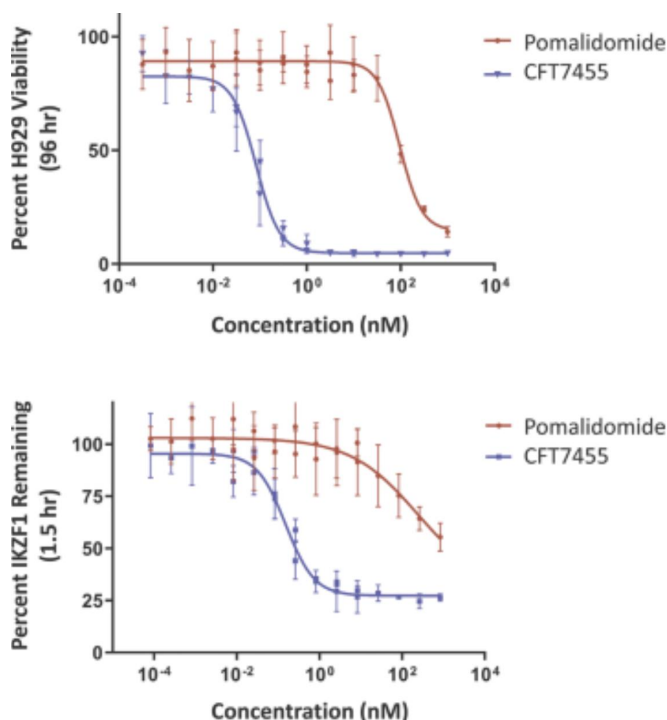 Percent H929 Viability
(96 hr)
100
50
0
10⁻⁴
10⁻²
10⁰
10²
10⁴
Concentration (nM)
Pomalidomide
CFT7455
Percent IKZF1 Remaining
(1.5 hr)
100
75
50
25
0
10⁻⁴
10⁻²
10⁰
10²
10⁴
Concentration (nM)
Pomalidomide
CFT7455